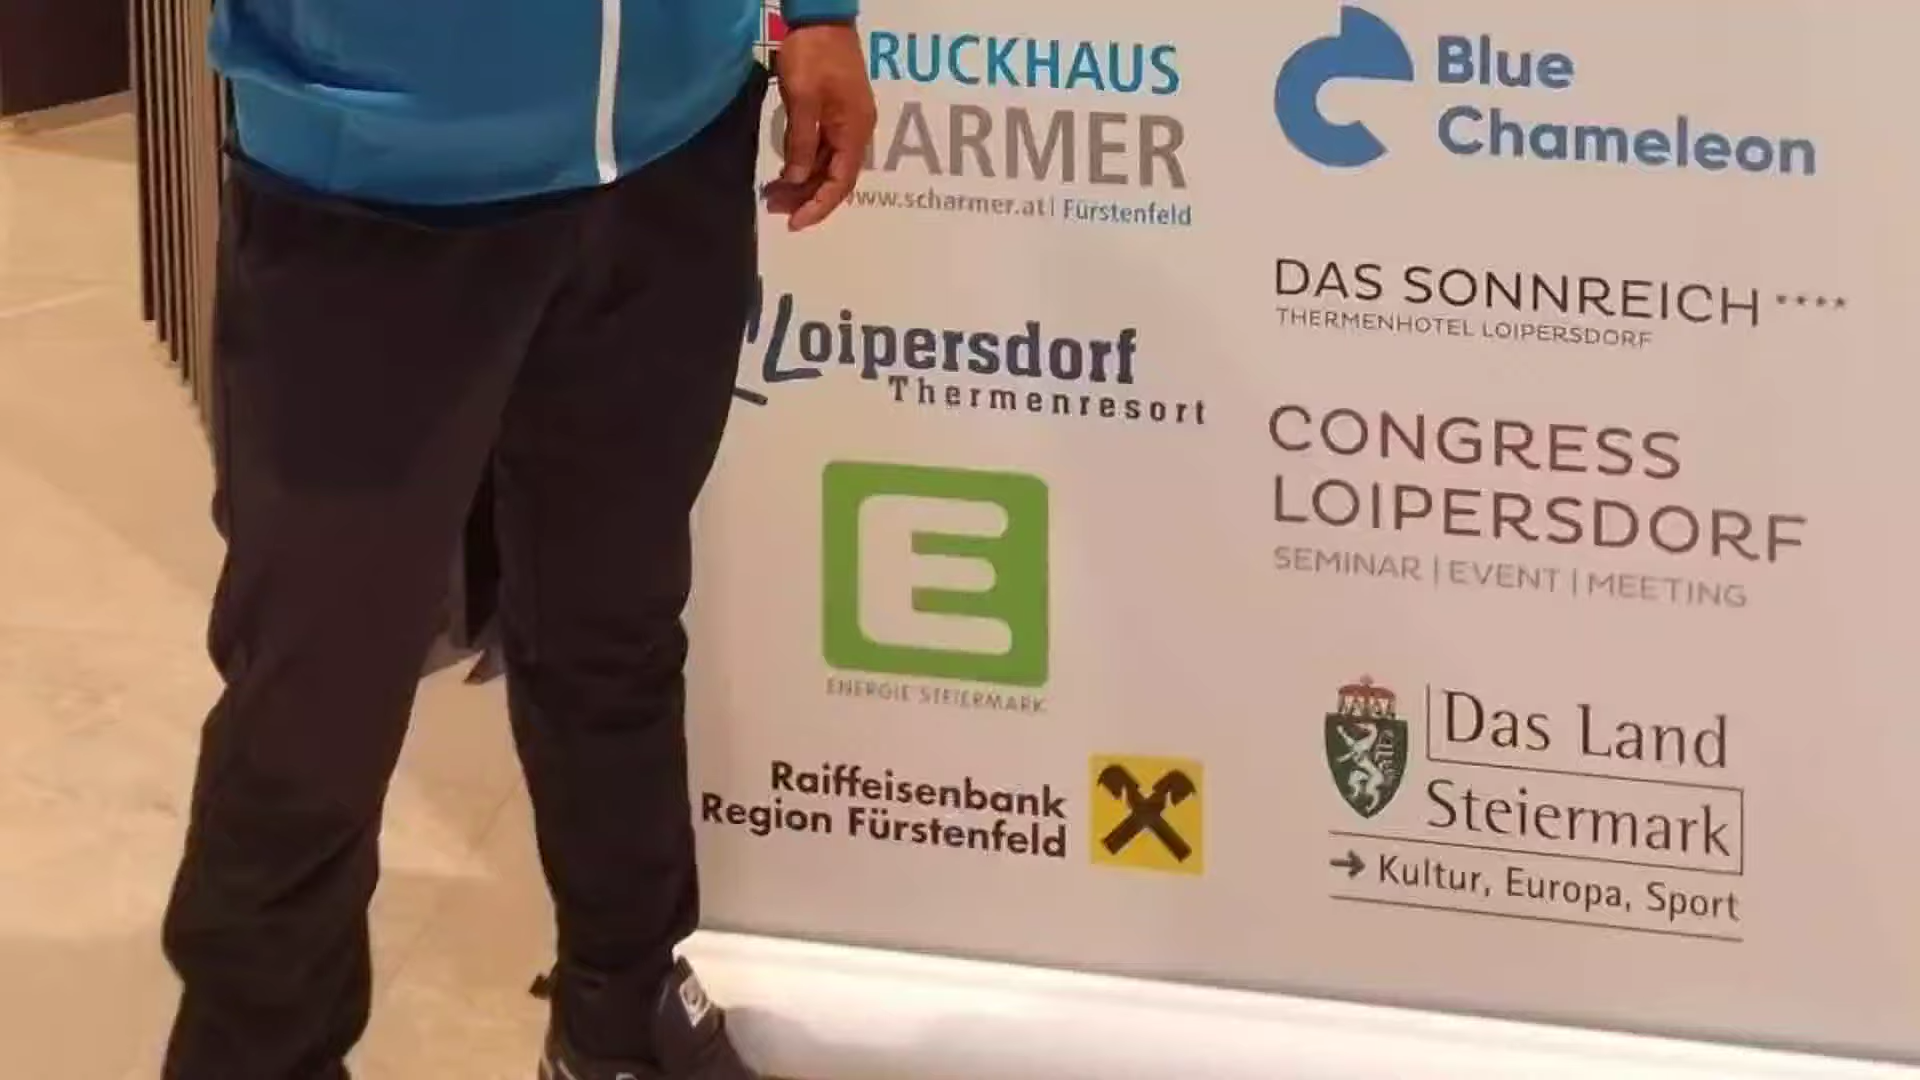 RUCKHAUS
HARMER
www.scharmer.at | Fürstenfeld
Blue
Chameleon
DAS SONNREICH ****
THERMENHOTEL LOIPERSDORF
Loipersdorf
Thermenresort
CONGRESS
LOIPERSDORF
SEMINAR | EVENT | MEETING
E
ENERGIE STEIERMARK
Das Land
Steiermark
→ Kultur, Europa, Sport
Raiffeisenbank
Region Fürstenfeld